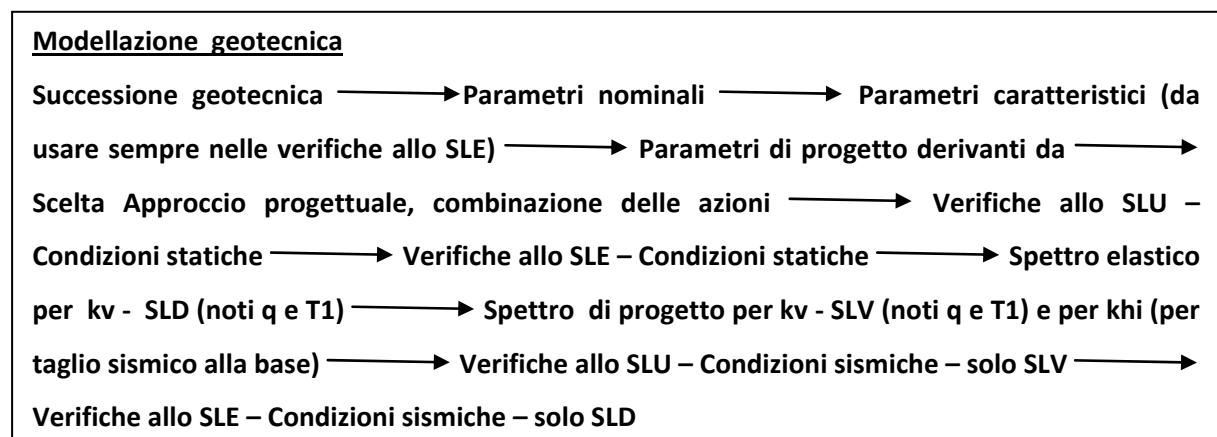 Modellazione geotecnica
Successione geotecnica ⟶ Parametri nominali ⟶ Parametri caratteristici (da
usare sempre nelle verifiche allo SLE) ⟶ Parametri di progetto derivanti da ⟶
Scelta Approccio progettuale, combinazione delle azioni ⟶ Verifiche allo SLU –
Condizioni statiche ⟶ Verifiche allo SLE – Condizioni statiche ⟶ Spettro elastico
per kv - SLD (noti q e T1) ⟶ Spettro di progetto per kv - SLV (noti q e T1) e per khi (per
taglio sismico alla base) ⟶ Verifiche allo SLU – Condizioni sismiche – solo SLV ⟶
Verifiche allo SLE – Condizioni sismiche – solo SLD